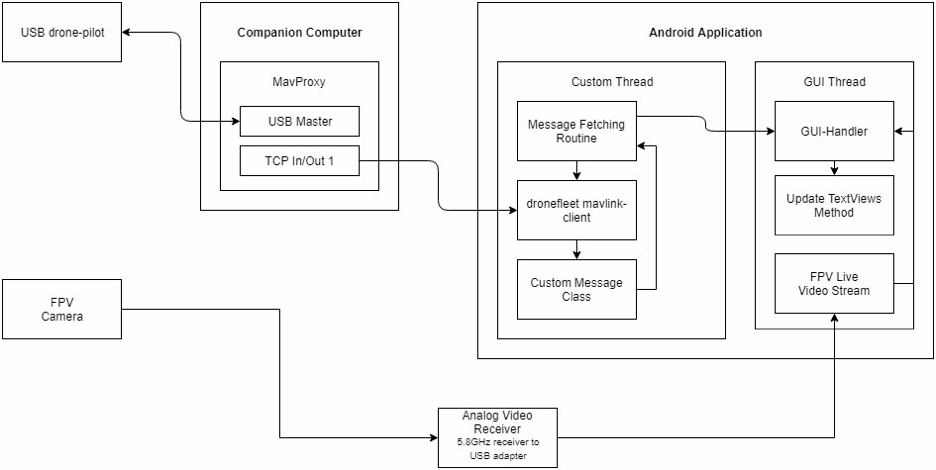 USB drone-pilot
Companion Computer
MavProxy
USB Master
TCP In/Out 1
Android Application
Custom Thread
Message Fetching
Routine
dronefleet mavlink-
client
Custom Message
Class
GUI Thread
GUI-Handler
Update TextViews
Method
FPV Live
Video Stream
FPV
Camera
Analog Video
Receiver
5.8GHz receiver to
USB adapter